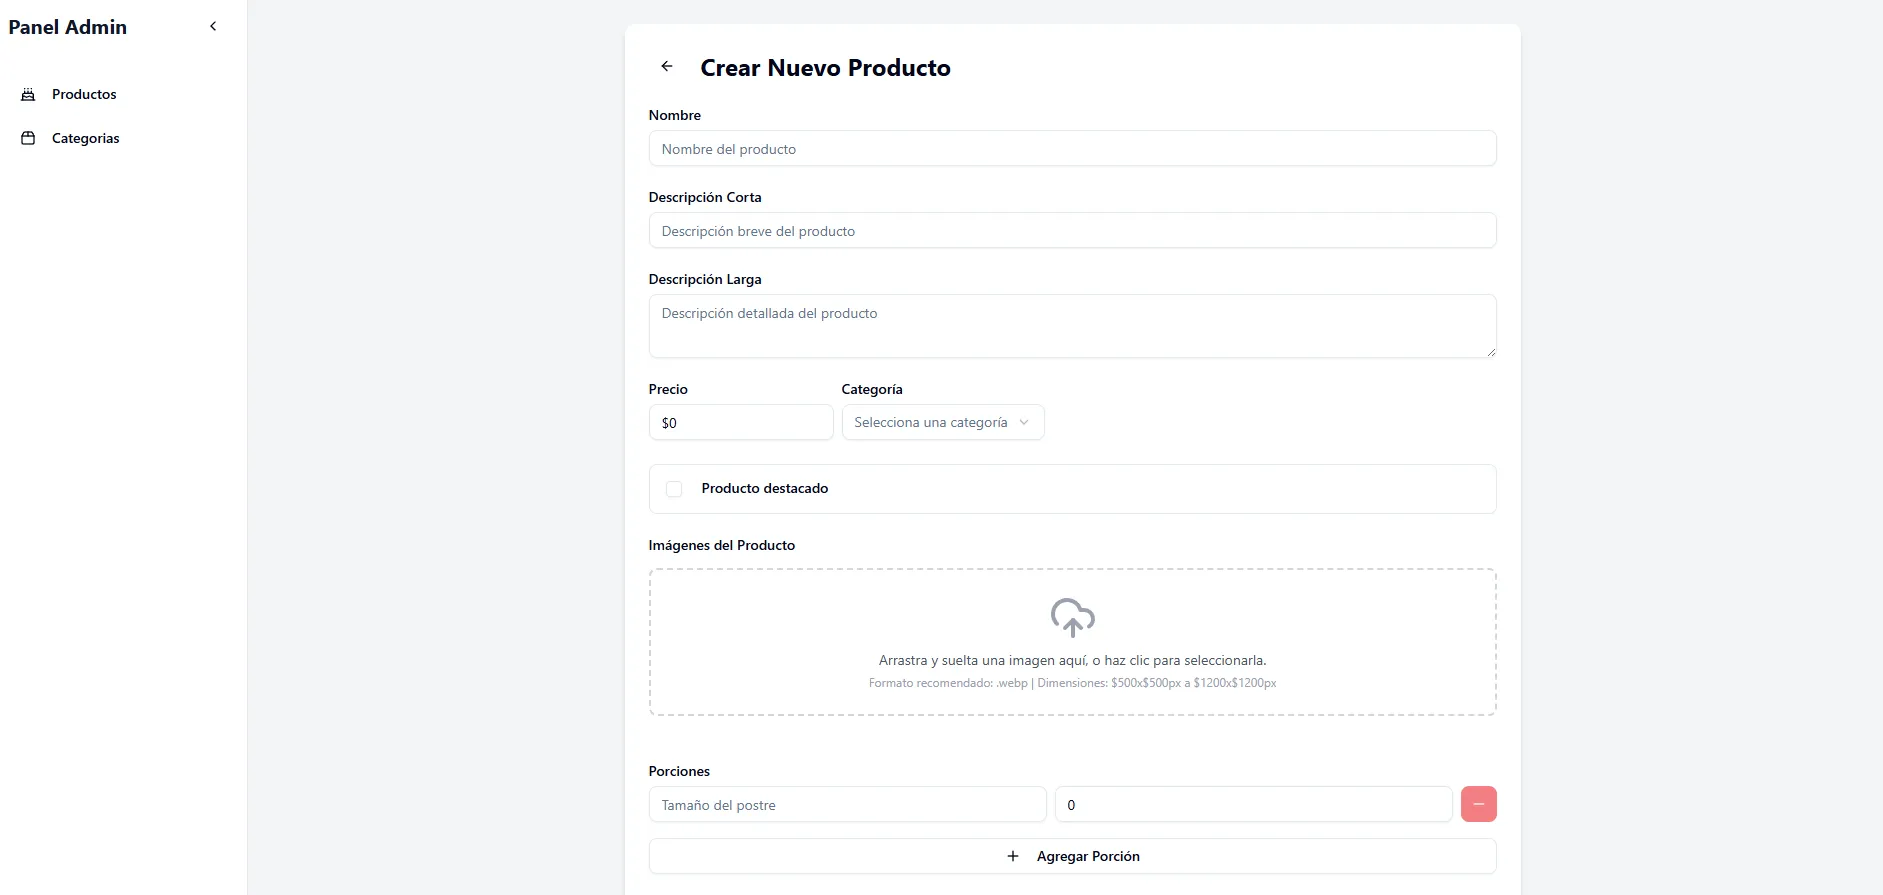 Panel Admin
Productos
Categorias
Crear Nuevo Producto
Nombre
Nombre del producto
Descripción Corta
Descripción breve del producto
Descripción Larga
Descripción detallada del producto
Precio
Categoría
$0
Selecciona una categoría
Producto destacado
Imágenes del Producto
Arrastra y suelta una imagen aquí, o haz clic para seleccionarla.
Formato recomendado: .webp | Dimensiones: $500x$500px a $1200x$1200px
Porciones
Tamaño del postre
0
Agregar Porción